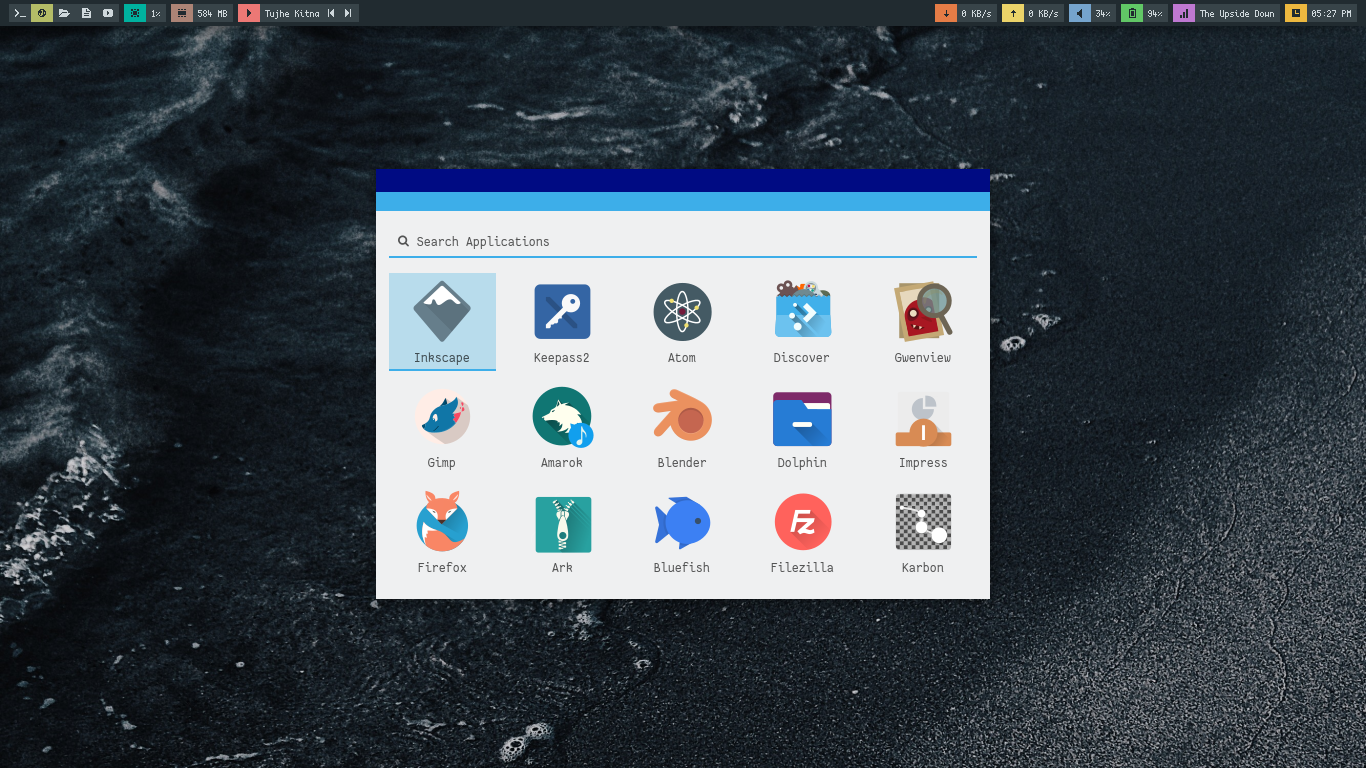 1% 584 MB Tujhe Kitna 0 KB/s 0 KB/s 34% 94% The Upside Down 05:27 PM
Search Applications
Inkscape Keepass2 Atom Discover Gwenview
Gimp Amarok Blender Dolphin Impress
Firefox Ark Bluefish Filezilla Karbon